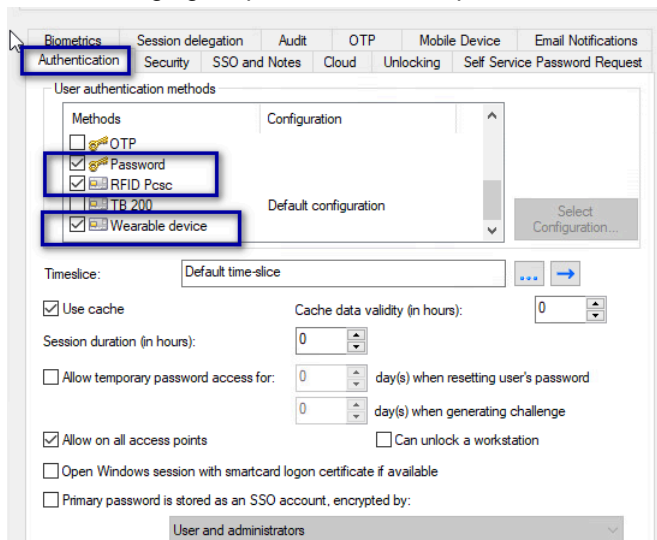 Biometrics Session delegation Audit OTP Mobile Device Email Notifications
Authentication Security SSO and Notes Cloud Unlocking Self Service Password Request
User authentication methods
Methods Configuration
OTP
Password
RFID Pcsc
TB 200 Default configuration
Wearable device
Select
Configuration...
Timeslice: Default time-slice ...
Use cache Cache data validity (in hours): 0
Session duration (in hours): 0
Allow temporary password access for: 0 day(s) when resetting user's password
0 day(s) when generating challenge
Allow on all access points Can unlock a workstation
Open Windows session with smartcard logon certificate if available
Primary password is stored as an SSO account, encrypted by:
User and administrators